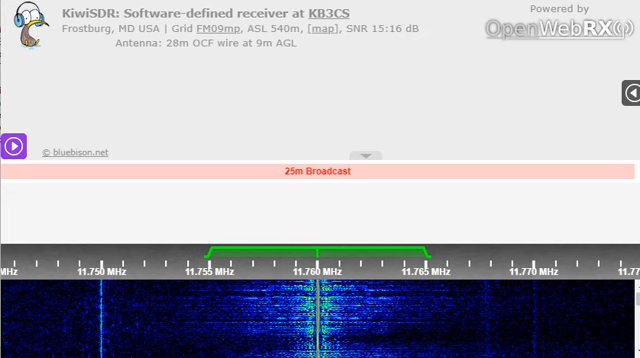 KiwiSDR: Software-defined receiver at KB3CS
Frostburg, MD USA | Grid FM09mp, ASL 540m, [map], SNR 15:16 dB
Antenna: 28m OCF wire at 9m AGL
Powered by
OpenWebRX
© bluebison.net
25m Broadcast
MHz 11.750 MHz 11.755 MHz 11.760 MHz 11.765 MHz 11.770 MHz 11.77